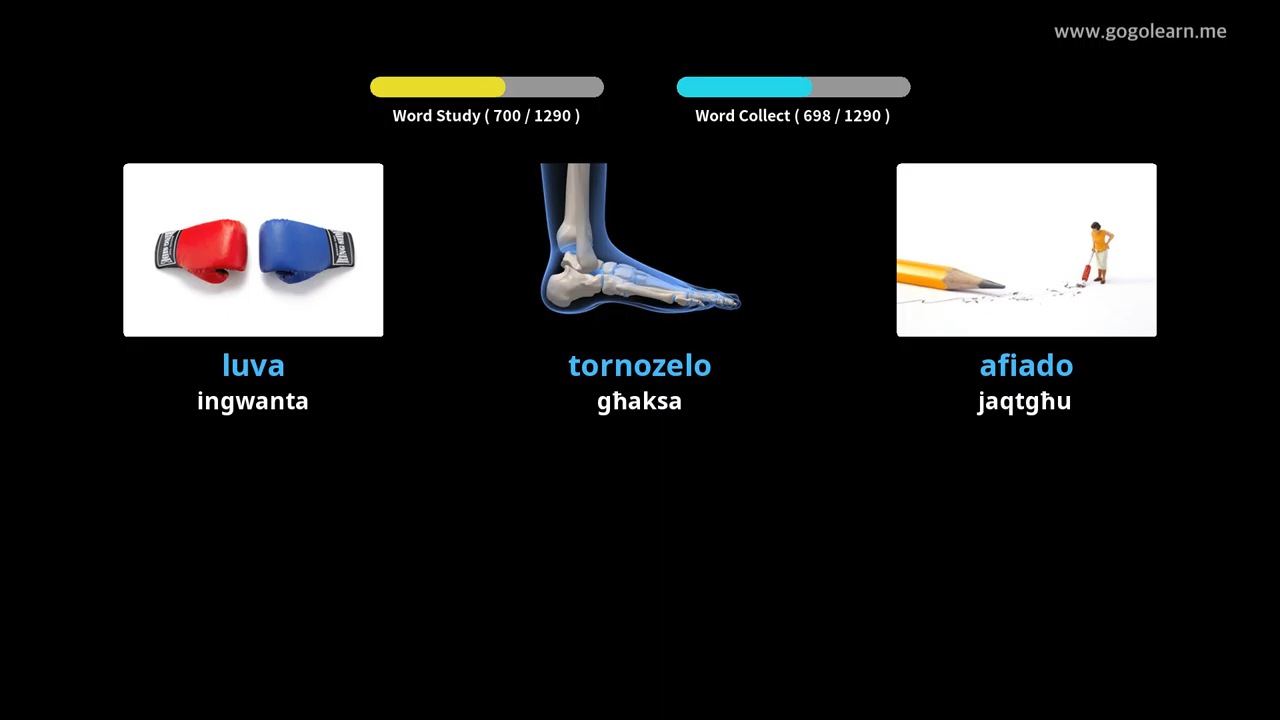 www.gogolearn.me
Word Study ( 700 / 1290 )
Word Collect ( 698 / 1290 )
luva
ingwanta
tornozelo
għaksa
afiado
jaqtgħu